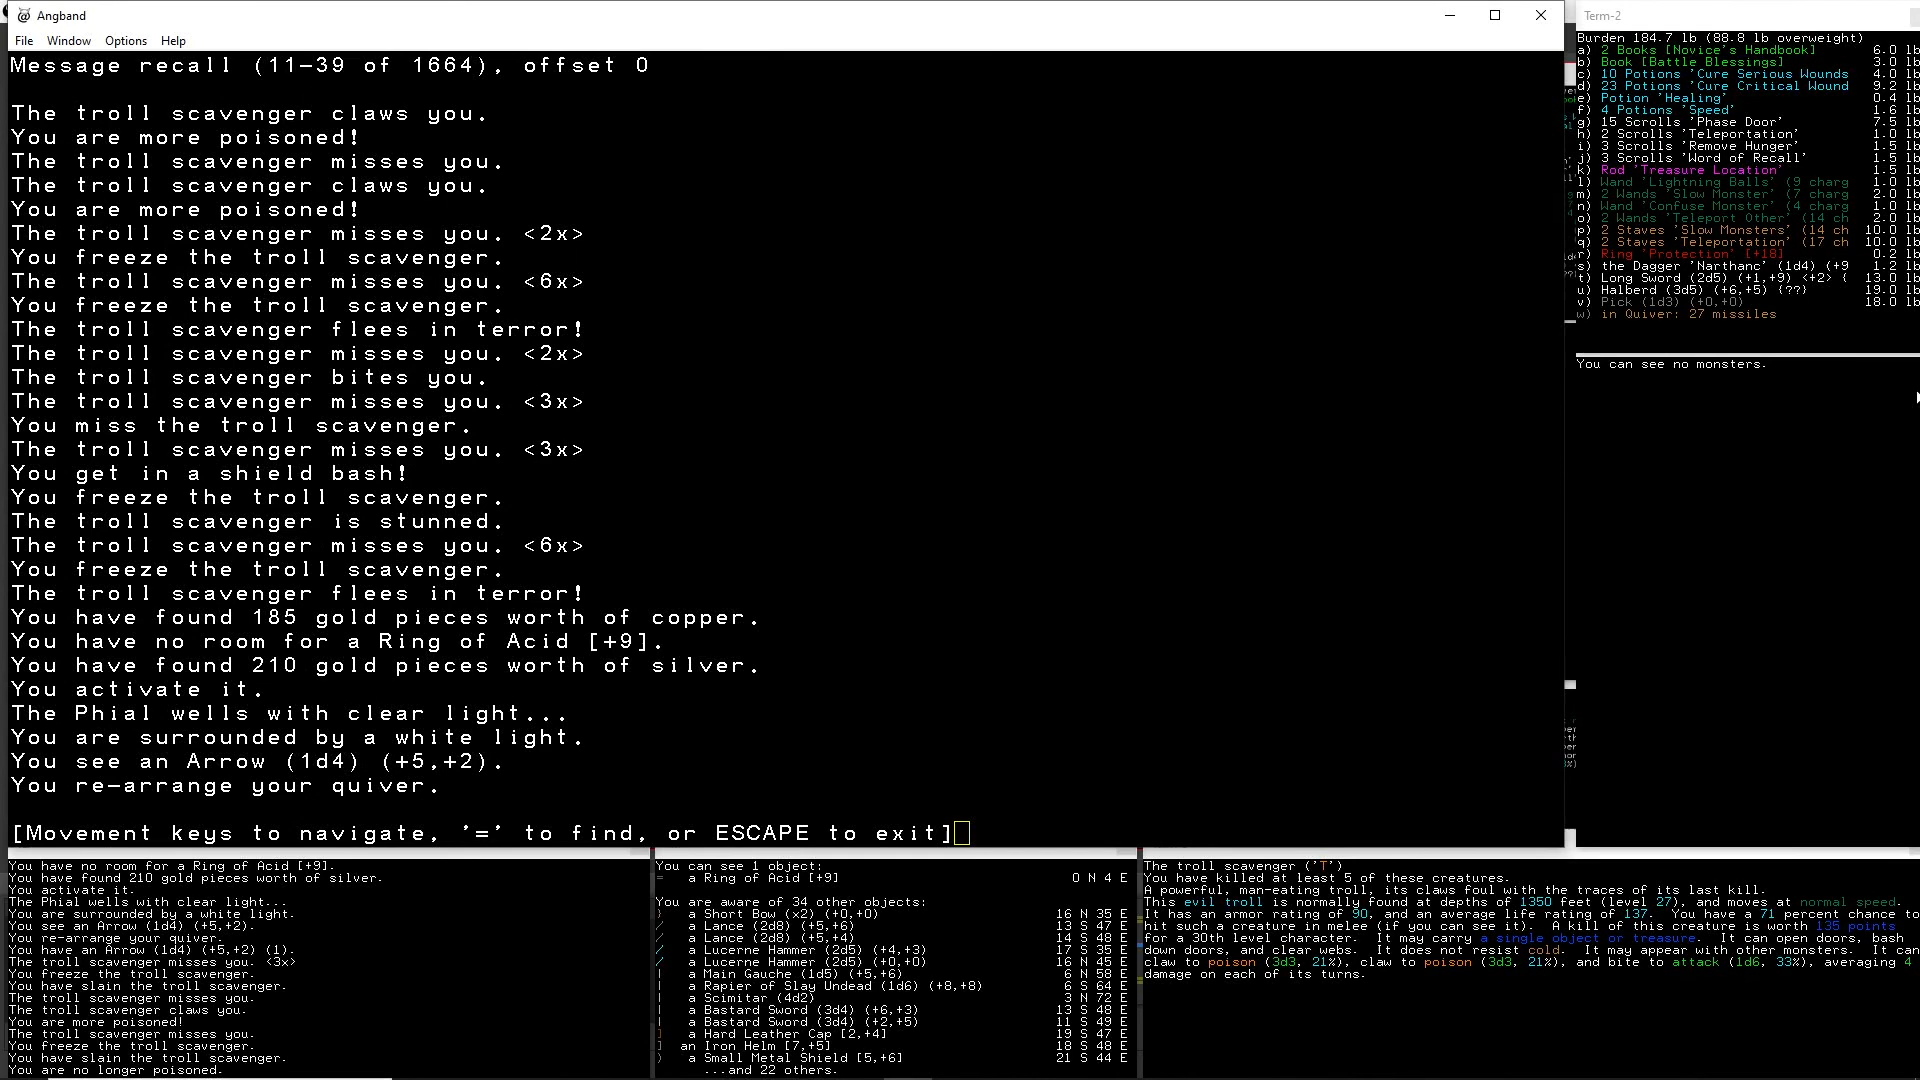 Angband
File Window Options Help
Message recall (11-39 of 1664), offset 0
The troll scavenger claws you.
You are more poisoned!
The troll scavenger misses you.
The troll scavenger claws you.
You are more poisoned!
The troll scavenger misses you. <2x>
You freeze the troll scavenger.
The troll scavenger misses you. <6x>
You freeze the troll scavenger.
The troll scavenger flees in terror!
The troll scavenger misses you. <2x>
The troll scavenger bites you.
The troll scavenger misses you. <3x>
You miss the troll scavenger.
The troll scavenger misses you. <3x>
You get in a shield bash!
You freeze the troll scavenger.
The troll scavenger is stunned.
The troll scavenger misses you. <6x>
You freeze the troll scavenger.
The troll scavenger flees in terror!
You have found 185 gold pieces worth of copper.
You have no room for a Ring of Acid [+9].
You have found 210 gold pieces worth of silver.
You activate it.
The Phial wells with clear light...
You are surrounded by a white light.
You see an Arrow (1d4) (+5,+2).
You re-arrange your quiver.
[Movement keys to navigate, '=' to find, or ESCAPE to exit]
Term-2
Burden 184.7 lb (88.8 lb overweight)
a) 2 Books [Novice's Handbook] 6.0 lb
b) Book [Battle Blessings] 3.0 lb
c) 10 Potions 'Cure Serious Wounds 4.0 lb
d) 23 Potions 'Cure Critical Wound 9.2 lb
e) Potion 'Healing' 0.4 lb
f) 4 Potions 'Speed' 1.6 lb
g) 15 Scrolls 'Phase Door' 7.5 lb
h) 2 Scrolls 'Teleportation' 1.0 lb
i) 3 Scrolls 'Remove Hunger' 1.5 lb
j) 3 Scrolls 'Word of Recall' 1.5 lb
k) Rod 'Treasure Location' 1.5 lb
l) Wand 'Lightning Balls' (9 charg 1.0 lb
m) 2 Wands 'Slow Monster' (7 charg 2.0 lb
n) Wand 'Confuse Monster' (4 charg 1.0 lb
o) 2 Wands 'Teleport Other' (14 ch 2.0 lb
p) 2 Staves 'Slow Monsters' (14 ch 10.0 lb
q) 2 Staves 'Teleportation' (17 ch 10.0 lb
r) Ring 'Protection' [+18] 0.2 lb
s) the Dagger 'Narthanc' (1d4) (+9 1.2 lb
t) Long Sword (2d5) (+1,+9) <+2> { 13.0 lb
u) Halberd (3d5) (+6,+5) {??} 19.0 lb
v) Pick (1d3) (+0,+0) 18.0 lb
w) in Quiver: 27 missiles
You can see no monsters.
You have no room for a Ring of Acid [+9].
You have found 210 gold pieces worth of silver.
You activate it.
The Phial wells with clear light...
You are surrounded by a white light.
You see an Arrow (1d4) (+5,+2).
You re-arrange your quiver.
You have an Arrow (1d4) (+5,+2) (1).
The troll scavenger misses you. <3x>
You freeze the troll scavenger.
You have slain the troll scavenger.
The troll scavenger misses you.
The troll scavenger claws you.
You are more poisoned!
The troll scavenger misses you.
You freeze the troll scavenger.
You have slain the troll scavenger.
You are no longer poisoned.
You can see 1 object:
= a Ring of Acid [+9] 0 N 4 E
You are aware of 34 other objects:
} a Short Bow (x2) (+0,+0) 16 N 35 E
/ a Lance (2d8) (+5,+6) 13 S 47 E
/ a Lance (2d8) (+5,+4) 14 S 48 E
/ a Lucerne Hammer (2d5) (+4,+3) 17 S 35 E
/ a Lucerne Hammer (2d5) (+0,+0) 16 N 45 E
| a Main Gauche (1d5) (+5,+6) 6 N 58 E
| a Rapier of Slay Undead (1d6) (+8,+8) 6 S 64 E
| a Scimitar (4d2) 3 N 72 E
| a Bastard Sword (3d4) (+6,+3) 13 S 48 E
| a Bastard Sword (3d4) (+2,+5) 11 S 49 E
] a Hard Leather Cap [2,+4] 19 S 47 E
] an Iron Helm [7,+5] 18 S 48 E
) a Small Metal Shield [5,+6] 21 S 44 E
...and 22 others.
The troll scavenger ('T')
You have killed at least 5 of these creatures.
A powerful, man-eating troll, its claws foul with the traces of its last kill.
This evil troll is normally found at depths of 1350 feet (level 27), and moves at normal speed.
It has an armor rating of 90, and an average life rating of 137. You have a 71 percent chance to
hit such a creature in melee (if you can see it). A kill of this creature is worth 135 points
for a 30th level character. It may carry a single object or treasure. It can open doors, bash
down doors, and clear webs. It does not resist cold. It may appear with other monsters. It can
claw to poison (3d3, 21%), claw to poison (3d3, 21%), and bite to attack (1d6, 33%), averaging 4
damage on each of its turns.